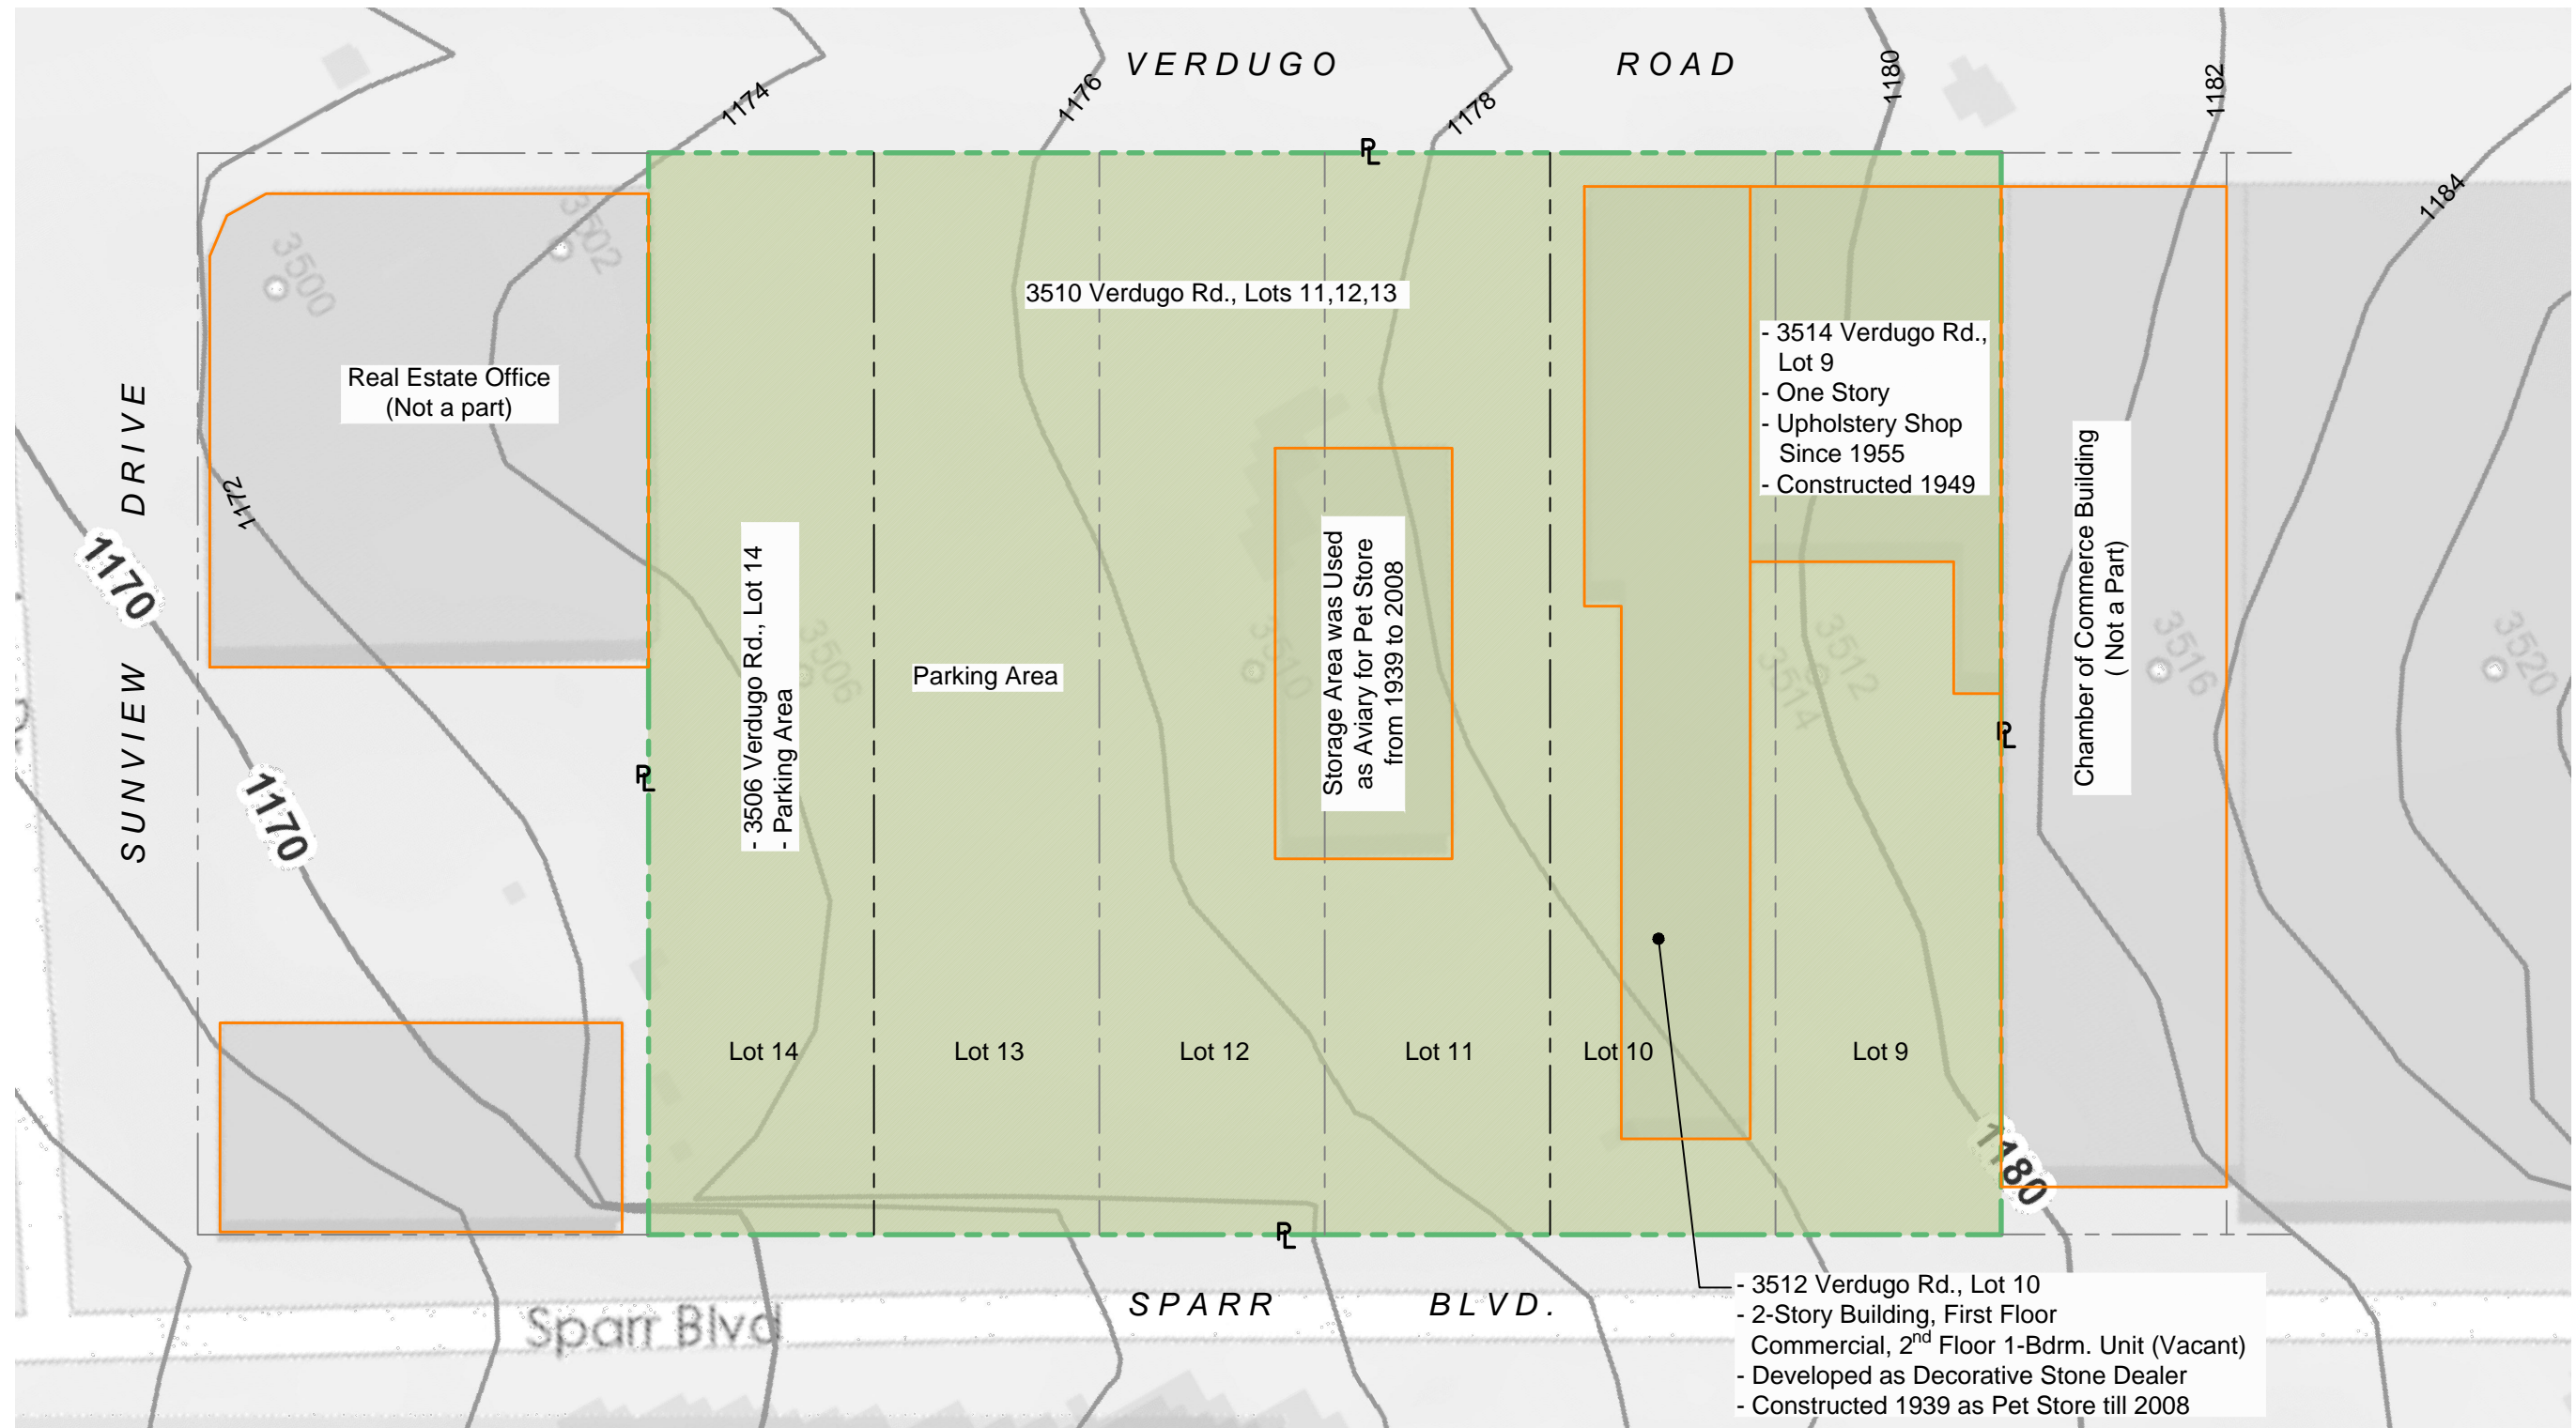 VERDUGO ROAD
1174
1176
1178
1180
1182
1184
PL
3500
3502
3510 Verdugo Rd., Lots 11,12,13
Real Estate Office
(Not a part)
- 3514 Verdugo Rd.,
Lot 9
- One Story
- Upholstery Shop
Since 1955
- Constructed 1949
SUNVIEW DRIVE
1172
1170
1170
- 3506 Verdugo Rd., Lot 14
- Parking Area
3506
Parking Area
3510
Storage Area was Used
as Aviary for Pet Store
from 1939 to 2008
3512
3514
Chamber of Commerce Building
( Not a Part)
3516
3520
PL
PL
Lot 14
Lot 13
Lot 12
Lot 11
Lot 10
Lot 9
1180
PL
SPARR BLVD.
Sparr Blvd
- 3512 Verdugo Rd., Lot 10
- 2-Story Building, First Floor
Commercial, 2nd Floor 1-Bdrm. Unit (Vacant)
- Developed as Decorative Stone Dealer
- Constructed 1939 as Pet Store till 2008